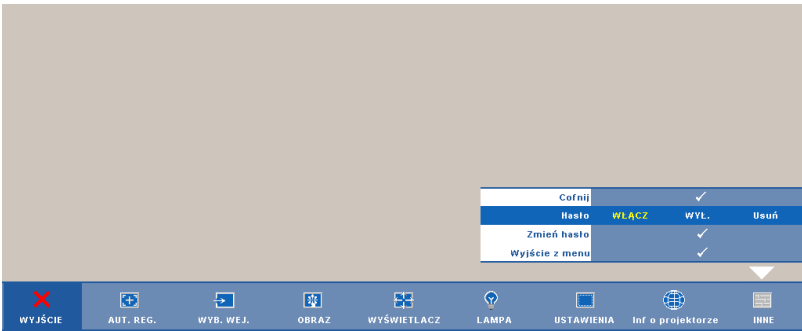 Cofnij
Hasło WŁĄCZ WYŁ. Usuń
Zmień hasło
Wyjście z menu
WYJŚCIE AUT. REG. WYB. WEJ. OBRAZ WYŚWIETLACZ LAMPA USTAWIENIA Inf o projektorze INNE